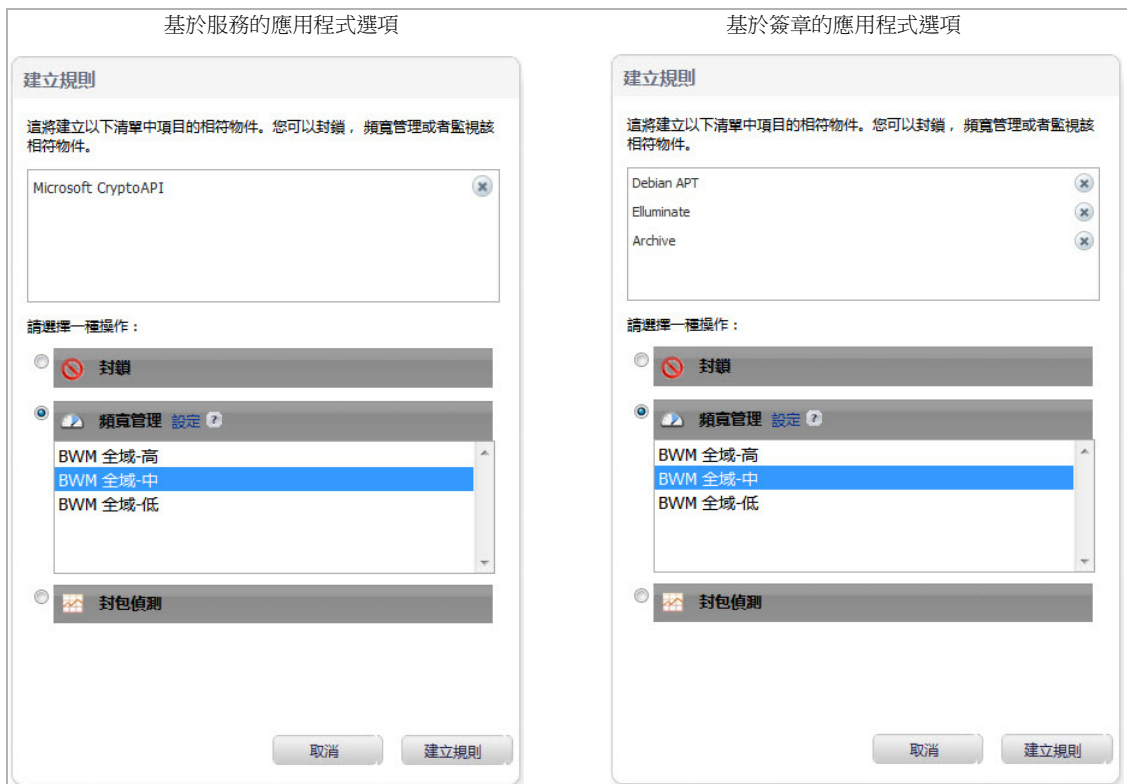 基於服務的應用程式選項
建立規則
這將建立以下清單中項目的相符物件。您可以封鎖， 頻寬管理或者監視該
相符物件。
Microsoft CryptoAPI
請選擇一種操作：
封鎖
頻寬管理 設定 ?
BWM 全域-高
BWM 全域-中
BWM 全域-低
封包偵測
取消
建立規則
基於簽章的應用程式選項
建立規則
這將建立以下清單中項目的相符物件。您可以封鎖， 頻寬管理或者監視該
相符物件。
Debian APT
Elluminate
Archive
請選擇一種操作：
封鎖
頻寬管理 設定 ?
BWM 全域-高
BWM 全域-中
BWM 全域-低
封包偵測
取消
建立規則